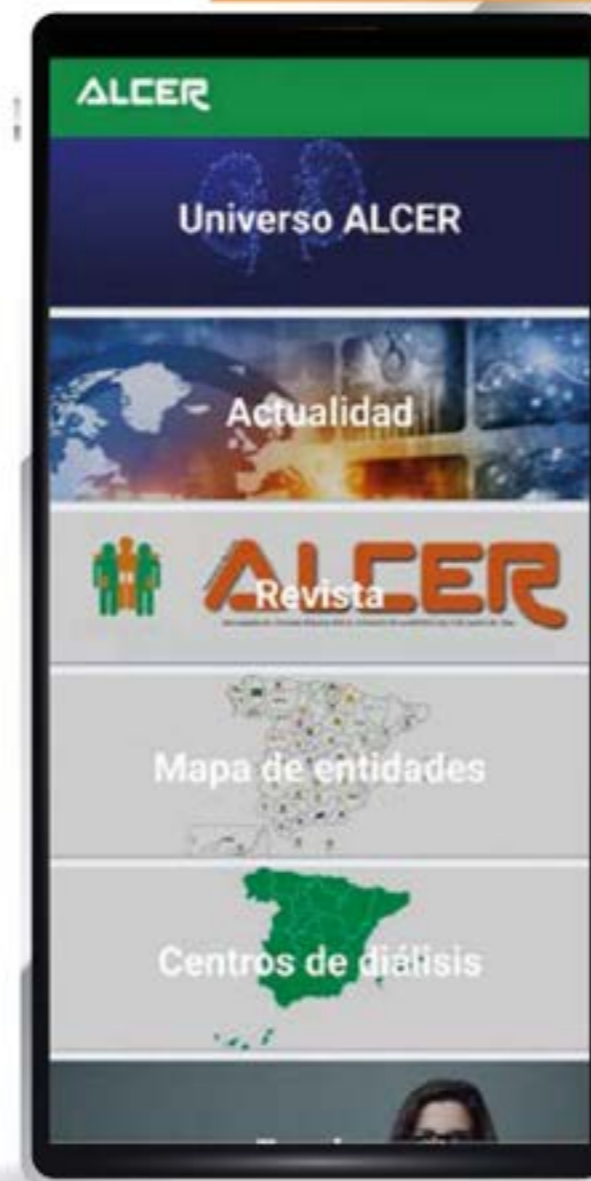 ALCER
Universo ALCER
Actualidad
ALCER
Revista
Mapa de entidades
Centros de diálisis